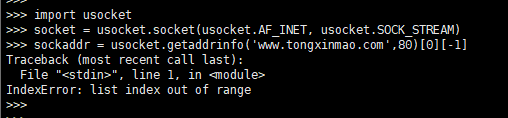 >>>
>>> import usocket
>>> socket = usocket.socket(usocket.AF_INET, usocket.SOCK_STREAM)
>>> sockaddr = usocket.getaddrinfo('www.tongxinmao.com',80)[0][-1]
Traceback (most recent call last):
  File "<stdin>", line 1, in <module>
IndexError: list index out of range
>>>
>>>